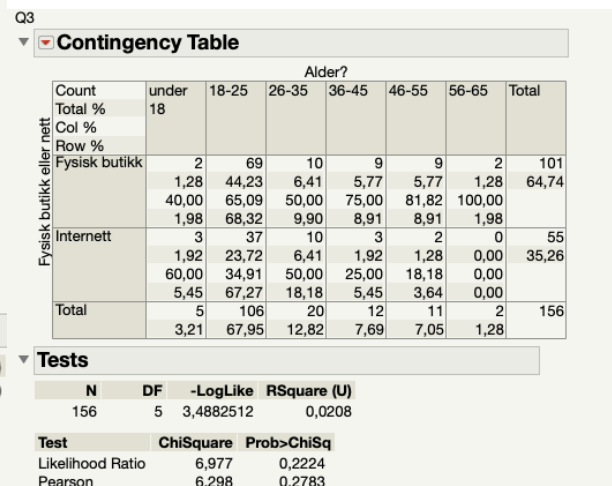 Q3
Contingency Table
Alder?
Fysisk butikk eller nett
Count under 18-25 26-35 36-45 46-55 56-65 Total
Total % 18
Col %
Row %
Fysisk butikk 2 69 10 9 9 2 101
1,28 44,23 6,41 5,77 5,77 1,28 64,74
40,00 65,09 50,00 75,00 81,82 100,00
1,98 68,32 9,90 8,91 8,91 1,98
Internett 3 37 10 3 2 0 55
1,92 23,72 6,41 1,92 1,28 0,00 35,26
60,00 34,91 50,00 25,00 18,18 0,00
5,45 67,27 18,18 5,45 3,64 0,00
Total 5 106 20 12 11 2 156
3,21 67,95 12,82 7,69 7,05 1,28
Tests
N DF -LogLike RSquare (U)
156 5 3,4882512 0,0208
Test ChiSquare Prob>ChiSq
Likelihood Ratio 6,977 0,2224
Pearson 6,298 0,2783